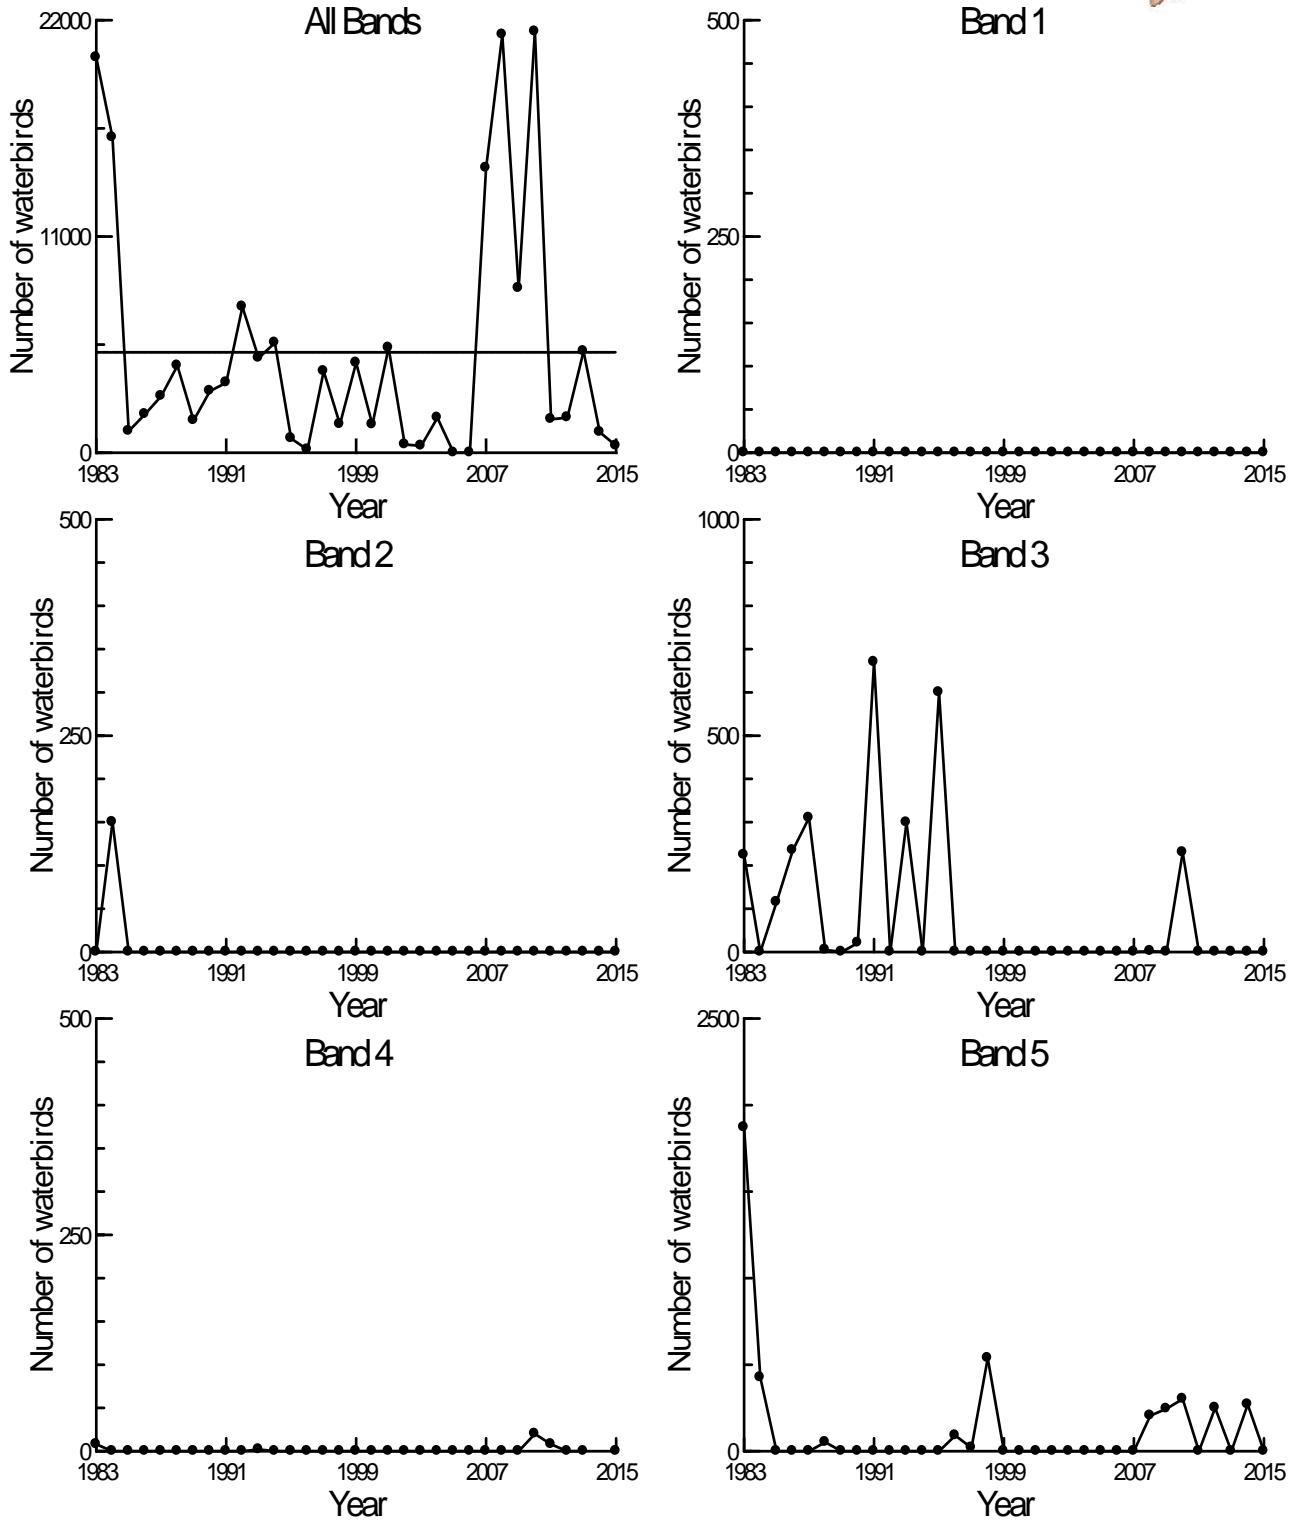 All Bands
22000
11000
0
Number of waterbirds
1983 1991 1999 2007 2015
Year
Band 1
500
250
0
Number of waterbirds
1983 1991 1999 2007 2015
Year
Band 2
500
250
0
Number of waterbirds
1983 1991 1999 2007 2015
Year
Band 3
1000
500
0
Number of waterbirds
1983 1991 1999 2007 2015
Year
Band 4
500
250
0
Number of waterbirds
1983 1991 1999 2007 2015
Year
Band 5
2500
0
Number of waterbirds
1983 1991 1999 2007 2015
Year